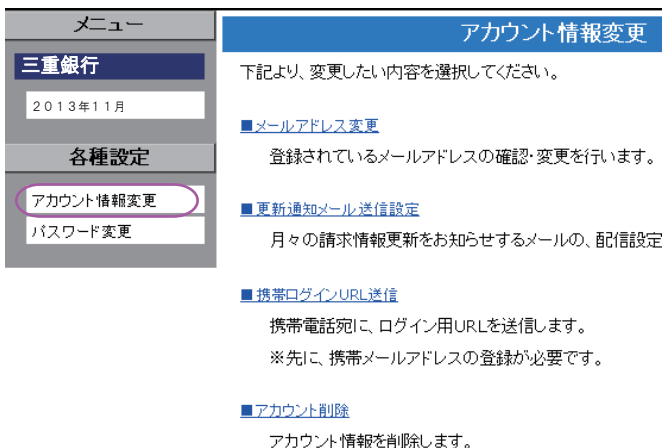 メニュー
三重銀行
2013年11月
各種設定
アカウント情報変更
パスワード変更
アカウント情報変更
下記より、変更したい内容を選択してください。
■メールアドレス変更
登録されているメールアドレスの確認・変更を行います。
■更新通知メール送信設定
月々の請求情報更新をお知らせするメールの、配信設定
■携帯ログインURL送信
携帯電話宛に、ログイン用URLを送信します。
※先に、携帯メールアドレスの登録が必要です。
■アカウント削除
アカウント情報を削除します。